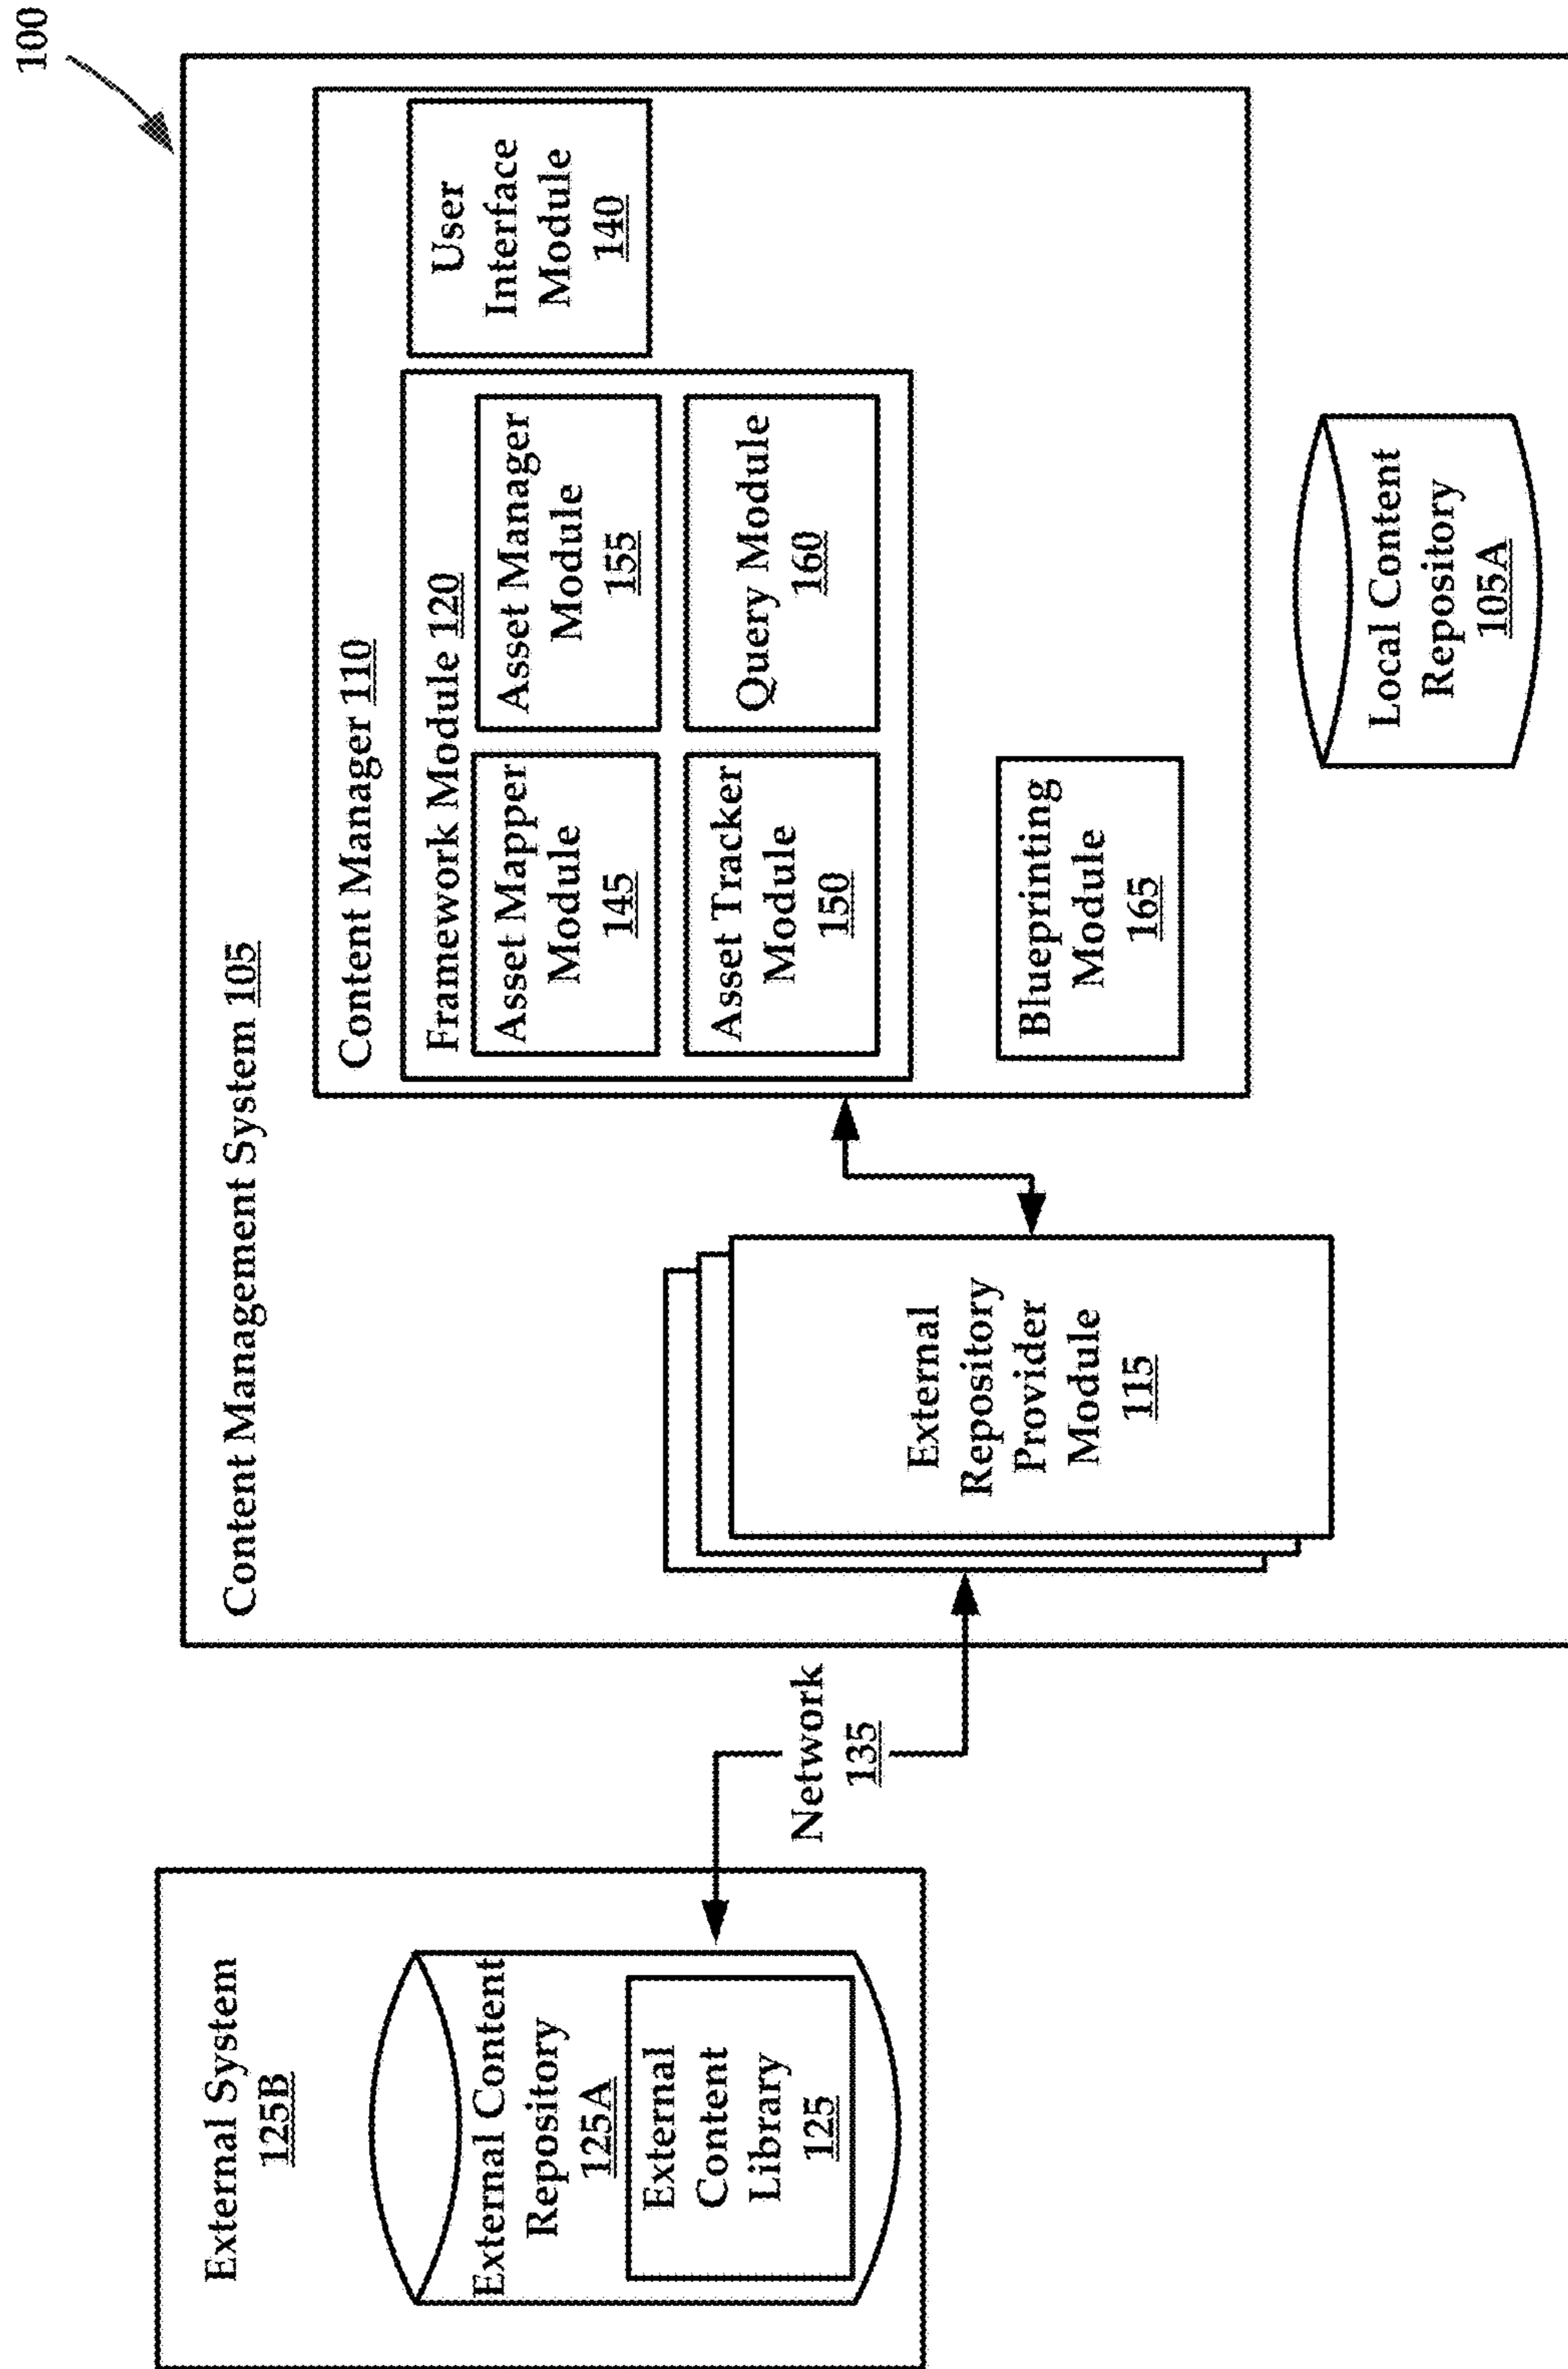 100
Content Management System 105
Content Manager 110
Framework Module 120
Asset Mapper
Module
145
Asset Manager
Module
155
Asset Tracker
Module
150
Query Module
160
User
Interface
Module
140
Blueprinting
Module
165
Local Content
Repository
105A
External
Repository
Provider
Module
115
Network
135
External System
125B
External Content
Repository
125A
External
Content
Library
125